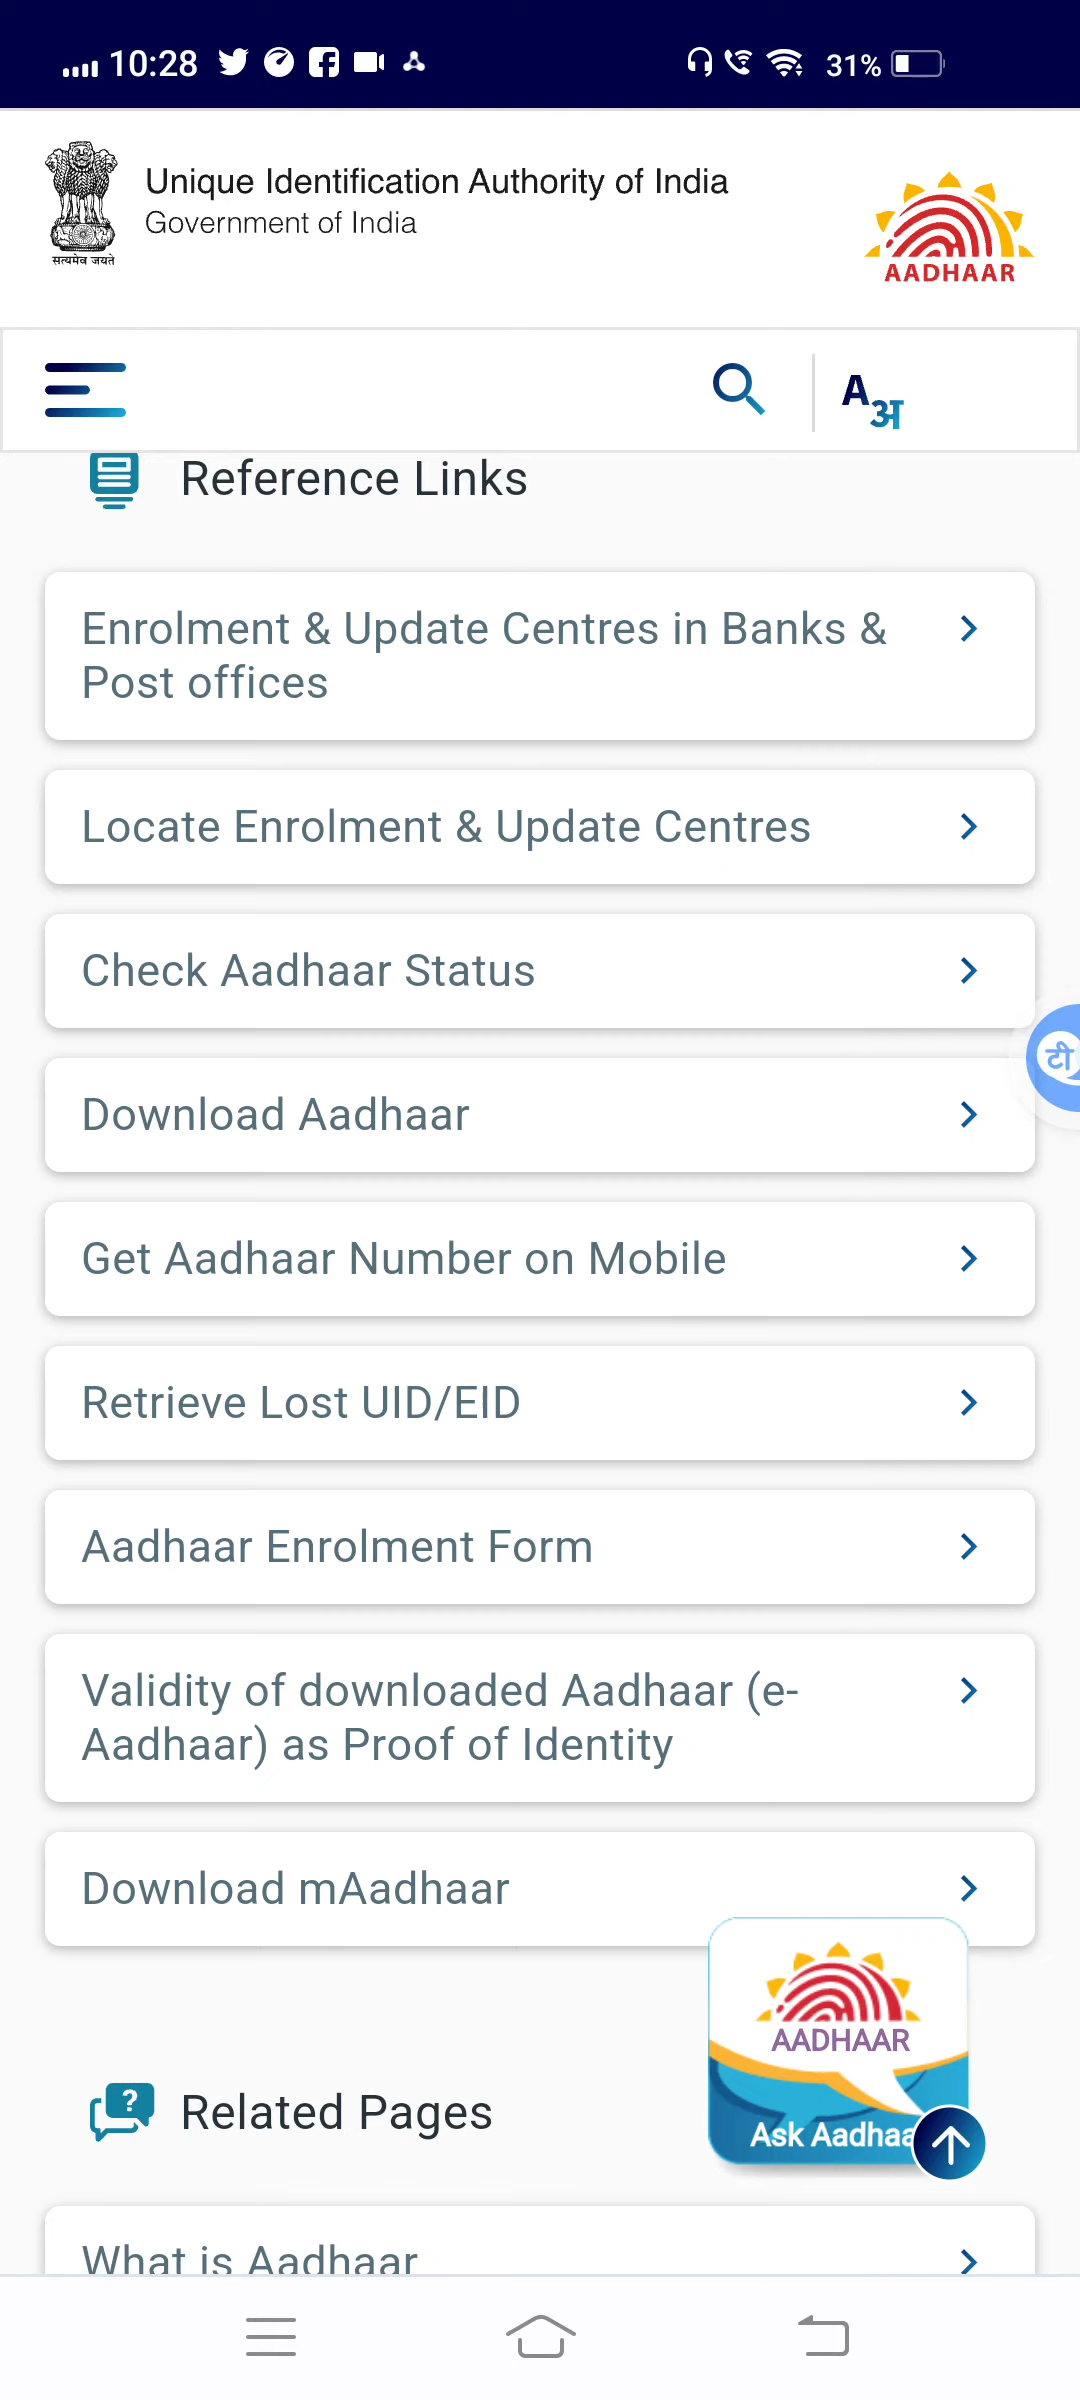 10:28
31%
Unique Identification Authority of India
Government of India
सत्यमेव जयते
AADHAAR
A अ
Reference Links
Enrolment & Update Centres in Banks &
Post offices
Locate Enrolment & Update Centres
Check Aadhaar Status
टी
Download Aadhaar
Get Aadhaar Number on Mobile
Retrieve Lost UID/EID
Aadhaar Enrolment Form
Validity of downloaded Aadhaar (e-
Aadhaar) as Proof of Identity
Download mAadhaar
AADHAAR
Ask Aadhaa
Related Pages
What is Aadhaar